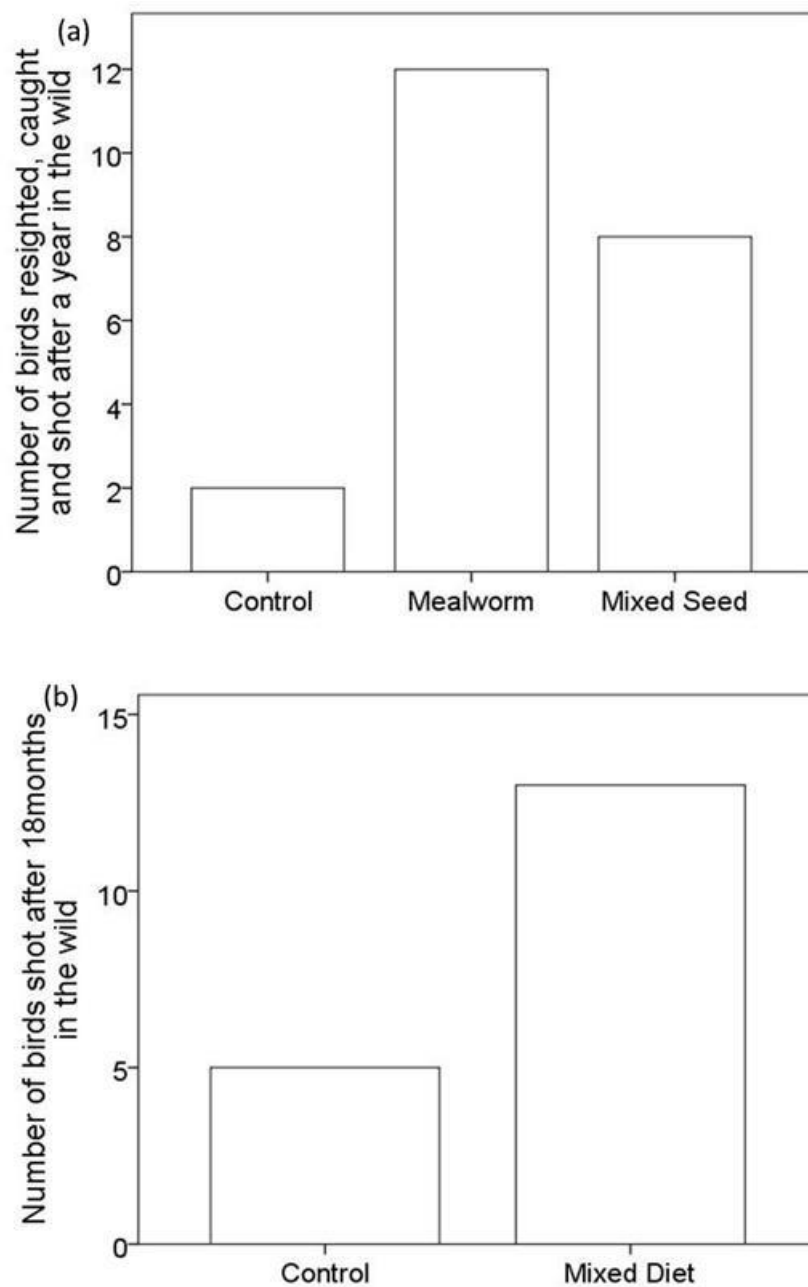 (a)
Number of birds resighted, caught
and shot after a year in the wild
12
10
8
6
4
2
0
Control Mealworm Mixed Seed
(b)
Number of birds shot after 18months
in the wild
15
10
5
0
Control Mixed Diet